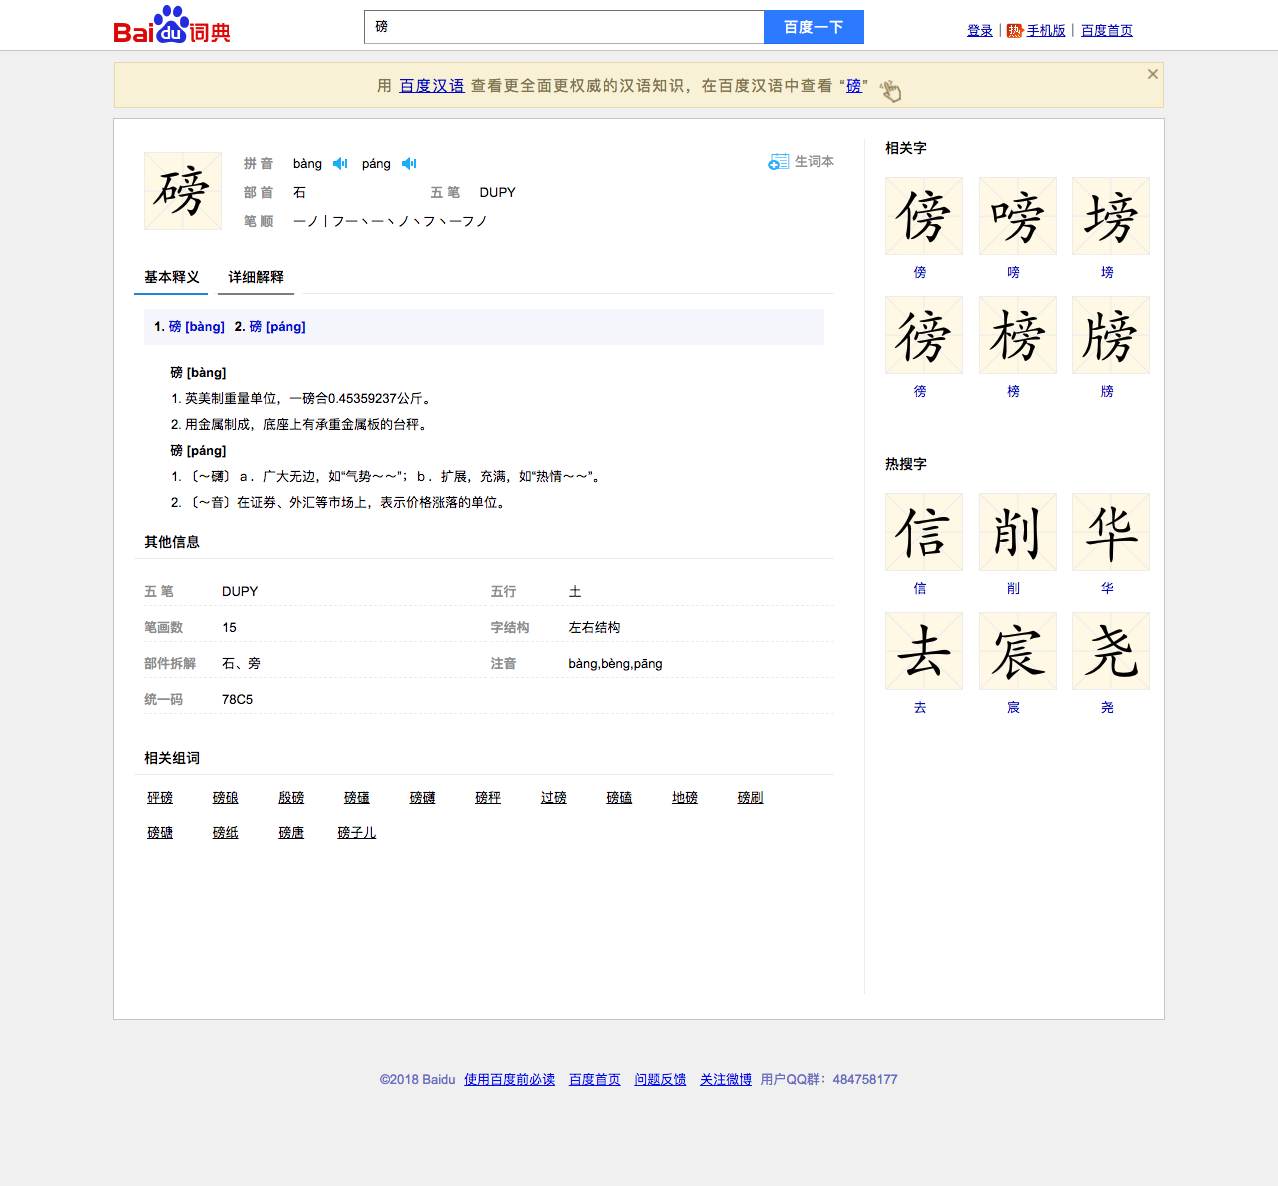 Bai du 词典
磅
百度一下
登录 | 热 手机版 | 百度首页
用 百度汉语 查看更全面更权威的汉语知识，在百度汉语中查看 “磅”
磅
拼 音 bàng páng
生词本
部 首 石 五 笔 DUPY
笔 顺 一ノ丨フ一丶一丶ノ丶フ丶一フノ
基本释义 详细解释
1. 磅 [bàng] 2. 磅 [páng]
磅 [bàng]
1. 英美制重量单位，一磅合0.45359237公斤。
2. 用金属制成，底座上有承重金属板的台秤。
磅 [páng]
1. 〔～礴〕ａ．广大无边，如“气势～～”；ｂ．扩展，充满，如“热情～～”。
2. 〔～音〕在证券、外汇等市场上，表示价格涨落的单位。
其他信息
五 笔 DUPY 五行 土
笔画数 15 字结构 左右结构
部件拆解 石、旁 注音 bàng,bèng,pāng
统一码 78C5
相关组词
砰磅 磅硠 殷磅 磅礚 磅礴 磅秤 过磅 磅磕 地磅 磅刷
磅磄 磅纸 磅唐 磅子儿
相关字
傍 嗙 塝
傍 嗙 塝
徬 榜 牓
徬 榜 牓
热搜字
信 削 华
信 削 华
去 宸 尧
去 宸 尧
©2018 Baidu 使用百度前必读 百度首页 问题反馈 关注微博 用户QQ群：484758177